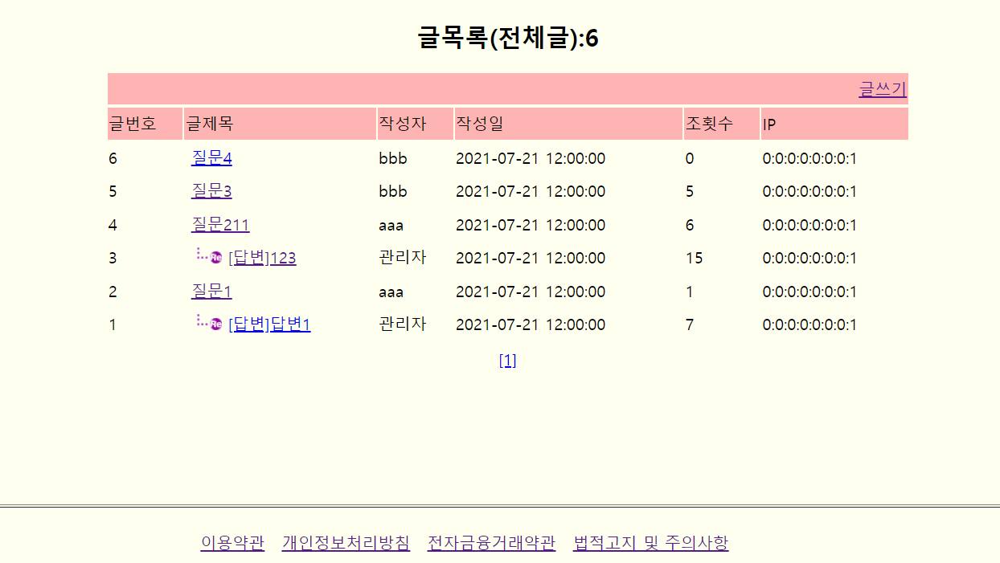 글목록(전체글):6
글쓰기
글번호 글제목 작성자 작성일 조횟수 IP
6 질문4 bbb 2021-07-21 12:00:00 0 0:0:0:0:0:0:0:1
5 질문3 bbb 2021-07-21 12:00:00 5 0:0:0:0:0:0:0:1
4 질문211 aaa 2021-07-21 12:00:00 6 0:0:0:0:0:0:0:1
3 Re [답변]123 관리자 2021-07-21 12:00:00 15 0:0:0:0:0:0:0:1
2 질문1 aaa 2021-07-21 12:00:00 1 0:0:0:0:0:0:0:1
1 Re [답변]답변1 관리자 2021-07-21 12:00:00 7 0:0:0:0:0:0:0:1
[1]
이용약관 개인정보처리방침 전자금융거래약관 법적고지 및 주의사항